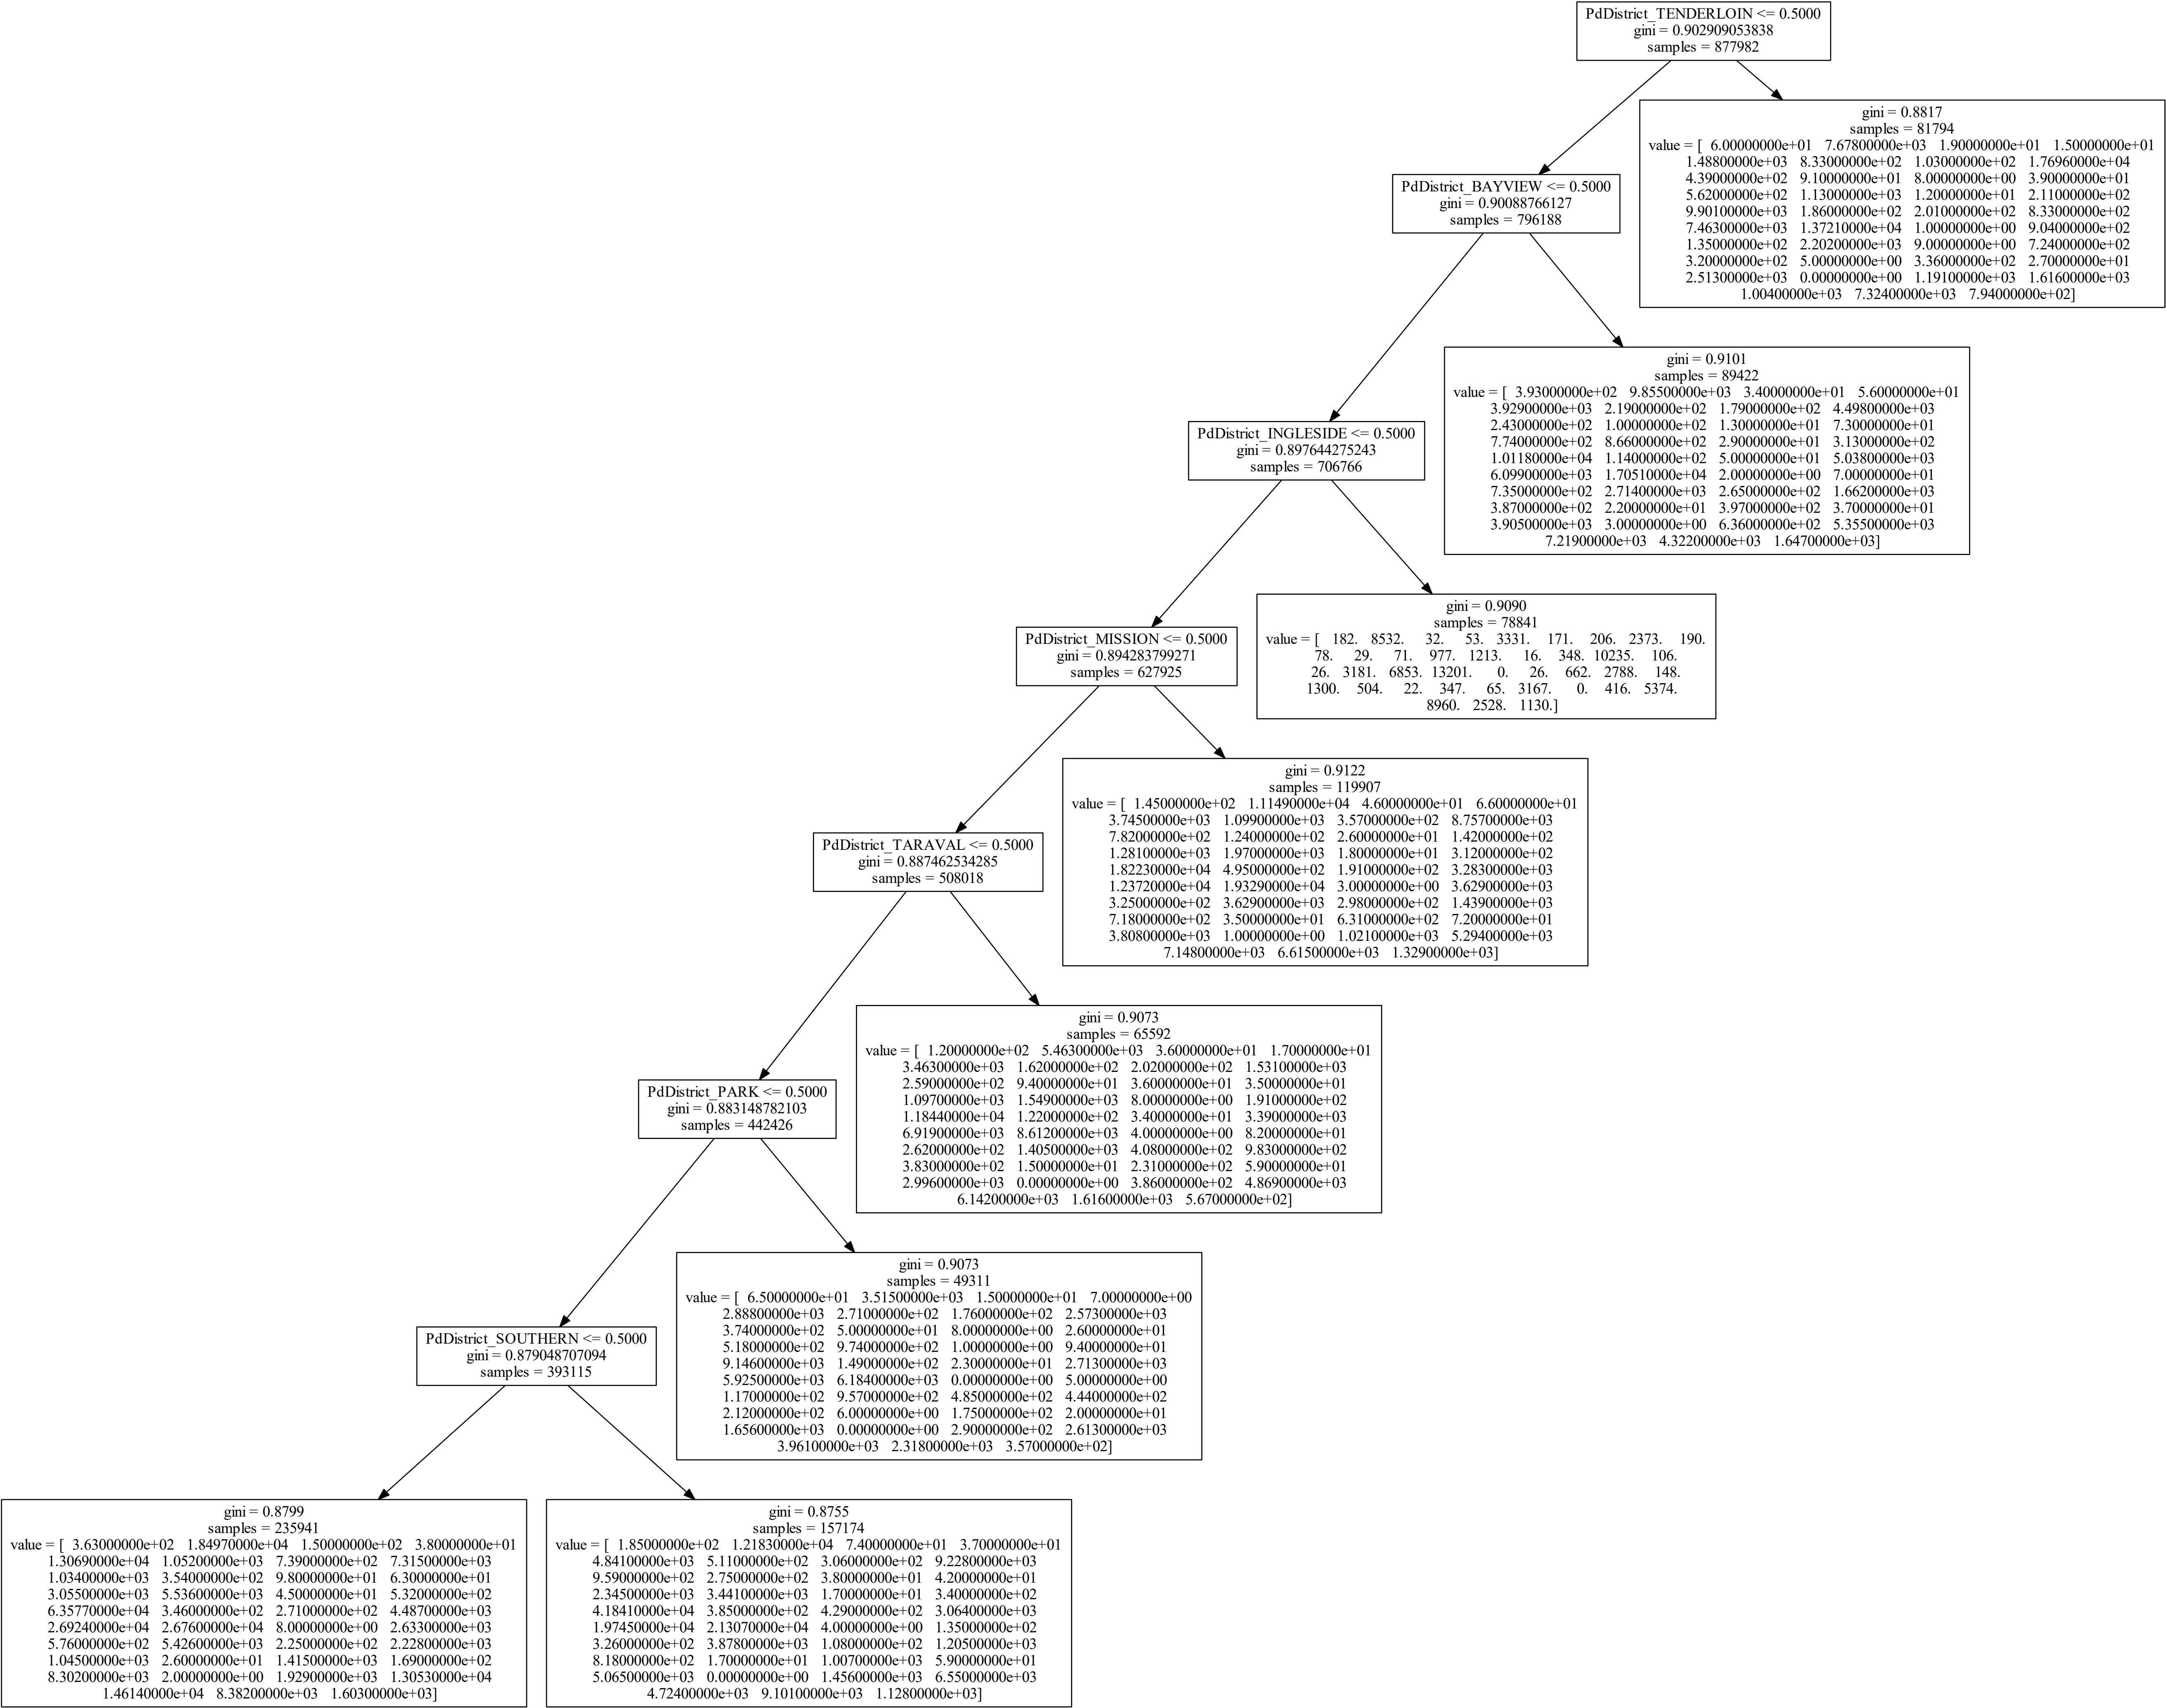 PdDistrict_TENDERLOIN <= 0.5000
gini = 0.902909053838
samples = 877982
gini = 0.8817
samples = 81794
value = [ 6.00000000e+01 7.67800000e+03 1.90000000e+01 1.50000000e+01
1.48800000e+03 8.33000000e+02 1.03000000e+02 1.76960000e+04
4.39000000e+02 9.10000000e+01 8.00000000e+00 3.90000000e+01
5.62000000e+02 1.13000000e+03 1.20000000e+01 2.11000000e+02
9.90100000e+03 1.86000000e+02 2.01000000e+02 8.33000000e+02
7.46300000e+03 1.37210000e+04 1.00000000e+00 9.04000000e+02
1.35000000e+02 2.20200000e+03 9.00000000e+00 7.24000000e+02
3.20000000e+02 5.00000000e+00 3.36000000e+02 2.70000000e+01
2.51300000e+03 0.00000000e+00 1.19100000e+03 1.61600000e+03
1.00400000e+03 7.32400000e+03 7.94000000e+02]
PdDistrict_BAYVIEW <= 0.5000
gini = 0.90088766127
samples = 796188
gini = 0.9101
samples = 89422
value = [ 3.93000000e+02 9.85500000e+03 3.40000000e+01 5.60000000e+01
3.92900000e+03 2.19000000e+02 1.79000000e+02 4.49800000e+03
2.43000000e+02 1.00000000e+02 1.30000000e+01 7.30000000e+01
7.74000000e+02 8.66000000e+02 2.90000000e+01 3.13000000e+02
1.01180000e+04 1.14000000e+02 5.00000000e+01 5.03800000e+03
6.09900000e+03 1.70510000e+04 2.00000000e+00 7.00000000e+01
7.35000000e+02 2.71400000e+03 2.65000000e+02 1.66200000e+03
3.87000000e+02 2.20000000e+01 3.97000000e+02 3.70000000e+01
3.90500000e+03 3.00000000e+00 6.36000000e+02 5.35500000e+03
7.21900000e+03 4.32200000e+03 1.64700000e+03]
PdDistrict_INGLESIDE <= 0.5000
gini = 0.897644275243
samples = 706766
gini = 0.9090
samples = 78841
value = [ 182. 8532. 32. 53. 3331. 171. 206. 2373. 190.
78. 29. 71. 977. 1213. 16. 348. 10235. 106.
26. 3181. 6853. 13201. 0. 26. 662. 2788. 148.
1300. 504. 22. 347. 65. 3167. 0. 416. 5374.
8960. 2528. 1130.]
PdDistrict_MISSION <= 0.5000
gini = 0.894283799271
samples = 627925
gini = 0.9122
samples = 119907
value = [ 1.45000000e+02 1.11490000e+04 4.60000000e+01 6.60000000e+01
3.74500000e+03 1.09900000e+03 3.57000000e+02 8.75700000e+03
7.82000000e+02 1.24000000e+02 2.60000000e+01 1.42000000e+02
1.28100000e+03 1.97000000e+03 1.80000000e+01 3.12000000e+02
1.82230000e+04 4.95000000e+02 1.91000000e+02 3.28300000e+03
1.23720000e+04 1.93290000e+04 3.00000000e+00 3.62900000e+03
3.25000000e+02 3.62900000e+03 2.98000000e+02 1.43900000e+03
7.18000000e+02 3.50000000e+01 6.31000000e+02 7.20000000e+01
3.80800000e+03 1.00000000e+00 1.02100000e+03 5.29400000e+03
7.14800000e+03 6.61500000e+03 1.32900000e+03]
PdDistrict_TARAVAL <= 0.5000
gini = 0.887462534285
samples = 508018
gini = 0.9073
samples = 65592
value = [ 1.20000000e+02 5.46300000e+03 3.60000000e+01 1.70000000e+01
3.46300000e+03 1.62000000e+02 2.02000000e+02 1.53100000e+03
2.59000000e+02 9.40000000e+01 3.60000000e+01 3.50000000e+01
1.09700000e+03 1.54900000e+03 8.00000000e+00 1.91000000e+02
1.18440000e+04 1.22000000e+02 3.40000000e+01 3.39000000e+03
6.91900000e+03 8.61200000e+03 4.00000000e+00 8.20000000e+01
2.62000000e+02 1.40500000e+03 4.08000000e+02 9.83000000e+02
3.83000000e+02 1.50000000e+01 2.31000000e+02 5.90000000e+01
2.99600000e+03 0.00000000e+00 3.86000000e+02 4.86900000e+03
6.14200000e+03 1.61600000e+03 5.67000000e+02]
PdDistrict_PARK <= 0.5000
gini = 0.883148782103
samples = 442426
gini = 0.9073
samples = 49311
value = [ 6.50000000e+01 3.51500000e+03 1.50000000e+01 7.00000000e+00
2.88800000e+03 2.71000000e+02 1.76000000e+02 2.57300000e+03
3.74000000e+02 5.00000000e+01 8.00000000e+00 2.60000000e+01
5.18000000e+02 9.74000000e+02 1.00000000e+00 9.40000000e+01
9.14600000e+03 1.49000000e+02 2.30000000e+01 2.71300000e+03
5.92500000e+03 6.18400000e+03 0.00000000e+00 5.00000000e+00
1.17000000e+02 9.57000000e+02 4.85000000e+02 4.44000000e+02
2.12000000e+02 6.00000000e+00 1.75000000e+02 2.00000000e+01
1.65600000e+03 0.00000000e+00 2.90000000e+02 2.61300000e+03
3.96100000e+03 2.31800000e+03 3.57000000e+02]
PdDistrict_SOUTHERN <= 0.5000
gini = 0.879048707094
samples = 393115
gini = 0.8799
samples = 235941
value = [ 3.63000000e+02 1.84970000e+04 1.50000000e+02 3.80000000e+01
1.30690000e+04 1.05200000e+03 7.39000000e+02 7.31500000e+03
1.03400000e+03 3.54000000e+02 9.80000000e+01 6.30000000e+01
3.05500000e+03 5.53600000e+03 4.50000000e+01 5.32000000e+02
6.35770000e+04 3.46000000e+02 2.71000000e+02 4.48700000e+03
2.69240000e+04 2.67600000e+04 8.00000000e+00 2.63300000e+03
5.76000000e+02 5.42600000e+03 2.25000000e+02 2.22800000e+03
1.04500000e+03 2.60000000e+01 1.41500000e+03 1.69000000e+02
8.30200000e+03 2.00000000e+00 1.92900000e+03 1.30530000e+04
1.46140000e+04 8.38200000e+03 1.60300000e+03]
gini = 0.8755
samples = 157174
value = [ 1.85000000e+02 1.21830000e+04 7.40000000e+01 3.70000000e+01
4.84100000e+03 5.11000000e+02 3.06000000e+02 9.22800000e+03
9.59000000e+02 2.75000000e+02 3.80000000e+01 4.20000000e+01
2.34500000e+03 3.44100000e+03 1.70000000e+01 3.40000000e+02
4.18410000e+04 3.85000000e+02 4.29000000e+02 3.06400000e+03
1.97450000e+04 2.13070000e+04 4.00000000e+00 1.35000000e+02
3.26000000e+02 3.87800000e+03 1.08000000e+02 1.20500000e+03
8.18000000e+02 1.70000000e+01 1.00700000e+03 5.90000000e+01
5.06500000e+03 0.00000000e+00 1.45600000e+03 6.55000000e+03
4.72400000e+03 9.10100000e+03 1.12800000e+03]